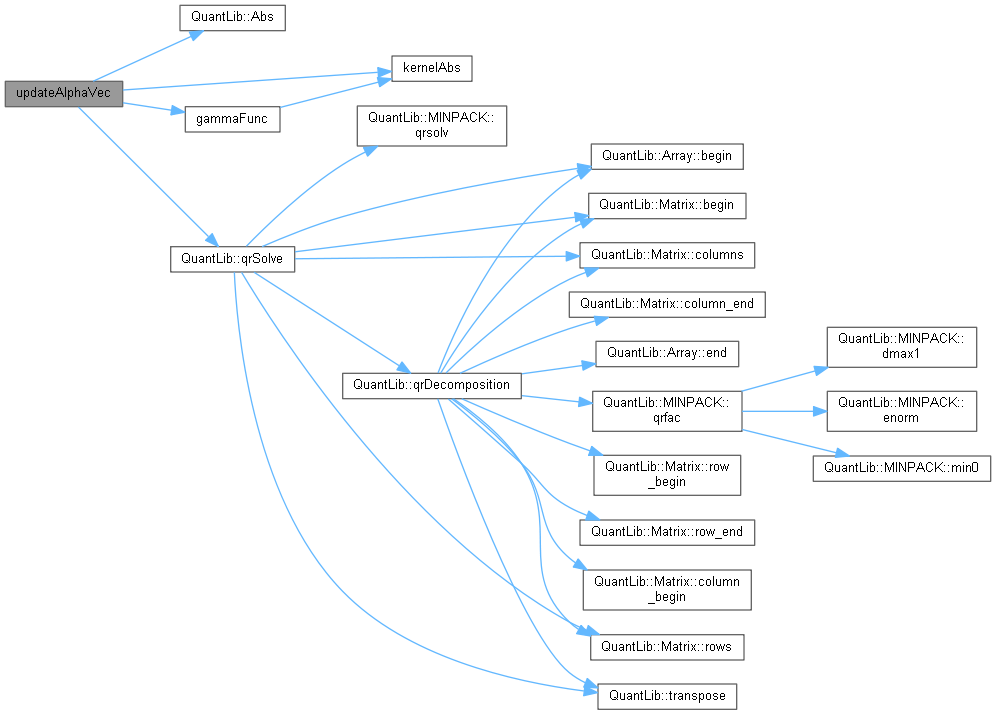 QuantLib::Abs
kernelAbs
updateAlphaVec
gammaFunc
QuantLib::MINPACK::
qrsolv
QuantLib::Array::begin
QuantLib::Matrix::begin
QuantLib::qrSolve
QuantLib::Matrix::columns
QuantLib::Matrix::column_end
QuantLib::Array::end
QuantLib::MINPACK::
dmax1
QuantLib::qrDecomposition
QuantLib::MINPACK::
qrfac
QuantLib::MINPACK::
enorm
QuantLib::Matrix::row
_begin
QuantLib::MINPACK::min0
QuantLib::Matrix::row_end
QuantLib::Matrix::column
_begin
QuantLib::Matrix::rows
QuantLib::transpose